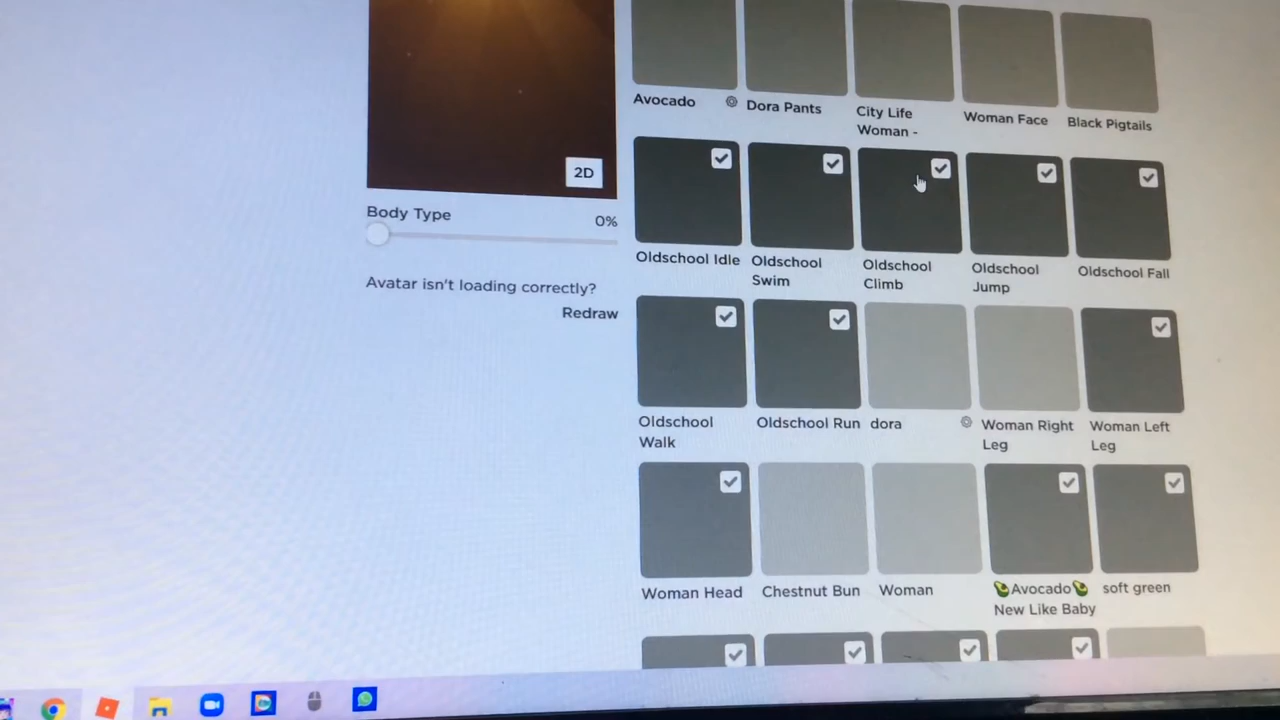 2D
Body Type
0%
Avatar isn't loading correctly?
Redraw
Avocado
Dora Pants
City Life
Woman -
Woman Face
Black Pigtails
Oldschool Idle
Oldschool
Swim
Oldschool
Climb
Oldschool
Jump
Oldschool Fall
Oldschool
Walk
Oldschool Run
dora
Woman Right
Leg
Woman Left
Leg
Woman Head
Chestnut Bun
Woman
🥑Avocado🥑
New Like Baby
soft green